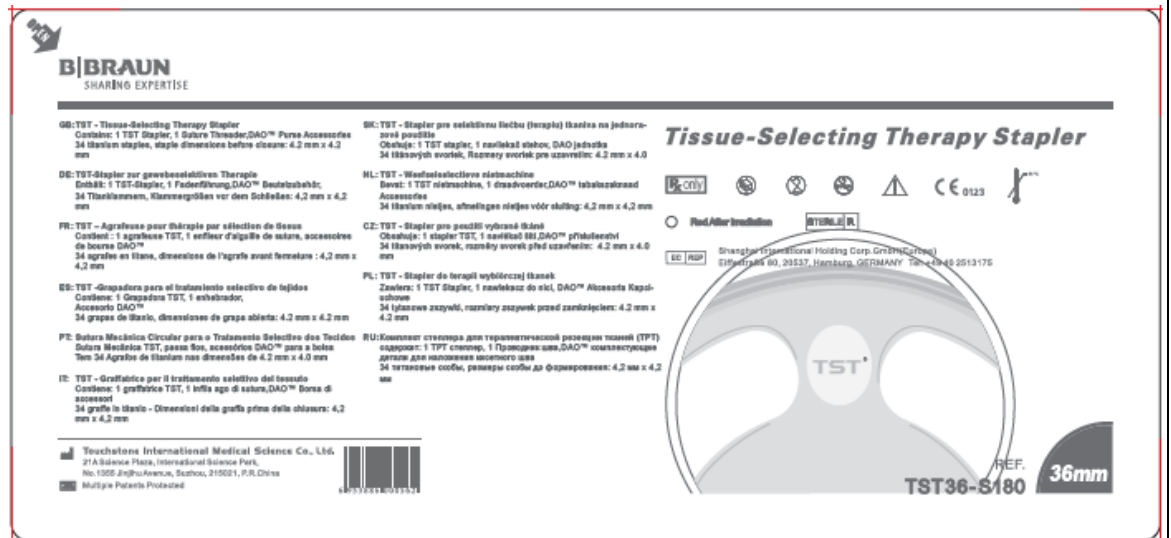 OPEN
B|BRAUN
SHARING EXPERTISE
GB: TST - Tissue-Selecting Therapy Stapler
Contains: 1 TST Stapler, 1 Suture Threader,DAO™ Purse Accessories
34 titanium staples, staple dimensions before closure: 4.2 mm x 4.2
mm
DE: TST-Stapler zur gewebeselektiven Therapie
Enthält: 1 TST-Stapler, 1 Fadenführung,DAO™ Beutelzubehör,
34 Titanklammern, Klammergrößen vor dem Schließen: 4,2 mm x 4,2
mm
FR: TST – Agrafeuse pour thérapie par sélection de tissus
Contient : 1 agrafeuse TST, 1 enfileur d'aiguille de suture, accessoires
de bourse DAO™
34 agrafes en titane, dimensions de l'agrafe avant fermeture : 4,2 mm x
4,2 mm
ES: TST -Grapadora para el tratamiento selectivo de tejidos
Contiene: 1 Grapadora TST, 1 enhebrador,
Accesorio DAO™
34 grapas de titanio, dimensiones de grapa abierta: 4.2 mm x 4.2 mm
PT: Sutura Mecânica Circular para o Tratamento Selectivo dos Tecidos
Sutura Mecânica TST, passa fios, acessórios DAO™ para a bolsa
Tem 34 Agrafos de titanium nas dimensões de 4.2 mm x 4.0 mm
IT: TST - Graffatrice per il trattamento selettivo del tessuto
Contiene: 1 graffatrice TST, 1 infila ago di sutura,DAO™ Borsa di
accessori
34 graffe in titanio - Dimensioni della graffa prima della chiusura: 4,2
mm x 4,2 mm
SK: TST - Stapler pre selektívnu liečbu (terapiu) tkaniva na jednora-
zové použitie
Obsahuje: 1 TST stapler, 1 navliekač stehov, DAO jednotka
34 titánových svoriek, Rozmery svoriek pre uzavretím: 4.2 mm x 4.0
NL: TST - Weefselselectieve nietmachine
Bevat: 1 TST nietmachine, 1 draadvoerder,DAO™ tabakszaknaad
Accessories
34 titanium nietjes, afmetingen nietjes vóór sluiting: 4,2 mm x 4,2 mm
CZ: TST - Stapler pro použití vybrané tkáně
Obsahuje: 1 stapler TST, 1 navlékač šití,DAO™ příslušenství
34 titanových svorek, rozměry svorek před uzavřením: 4.2 mm x 4.0
mm
PL: TST - Stapler do terapii wybiórczej tkanek
Zawiera: 1 TST Stapler, 1 nawlekacz do nici, DAO™ Akcesoria Kapci-
uchowe
34 tytanowe zszywki, rozmiary zszywek przed zamknięciem: 4.2 mm x
4.2 mm
RU: Комплект степлера для терапевтической резекции тканей (ТРТ)
содержит: 1 ТРТ степлер, 1 Проводник шва,DAO™ комплектующие
детали для наложения кисетного шва
34 титановые скобы, размеры скобы до формирования: 4,2 мм x 4,2
мм
Touchstone International Medical Science Co., Ltd.
21A Science Plaza, International Science Park,
No.1355 Jinjihu Avenue, Suzhou, 215021, P.R.China
Multiple Patents Protected
Tissue-Selecting Therapy Stapler
Rx only
CE 0123
Red After Irradiation
STERILE R
EC REP
Shanghai International Holding Corp.GmbH(Europe)
Eiffestraße 80, 20537, Hamburg, GERMANY Tel: +49 40 2513175
TST
REF.
TST36-S180
36mm